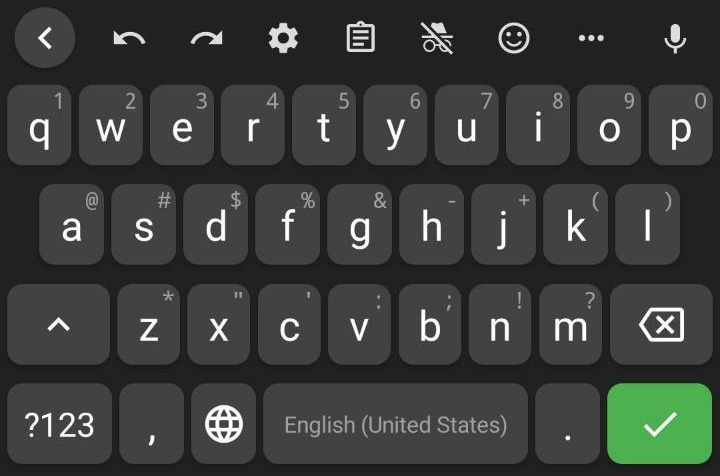 q 1 w 2 e 3 r 4 t 5 y 6 u 7 i 8 o 9 p 0
a @ s # d $ f % g & h - j + k ( l )
z * x " c ' v : b ; n ! m ?
?123 , English (United States) .